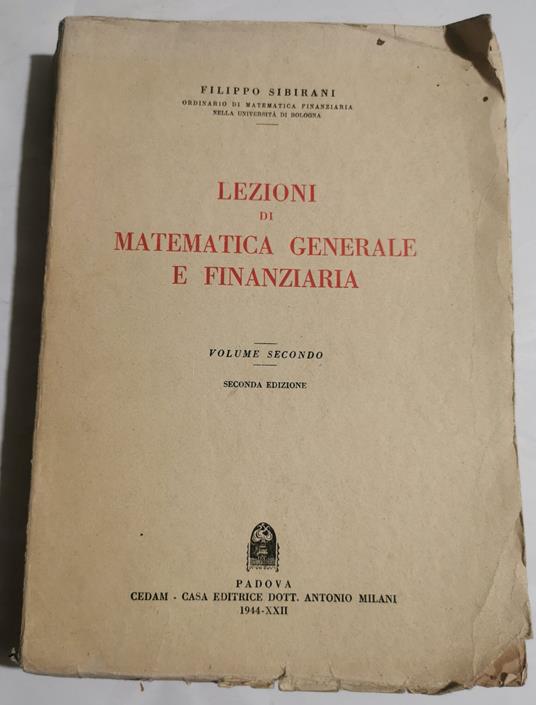 FILIPPO SIBIRANI
ORDINARIO DI MATEMATICA FINANZIARIA
NELLA UNIVERSITÀ DI BOLOGNA
LEZIONI
DI
MATEMATICA GENERALE
E FINANZIARIA
VOLUME SECONDO
SECONDA EDIZIONE
PADOVA
CEDAM - CASA EDITRICE DOTT. ANTONIO MILANI
1944-XXII